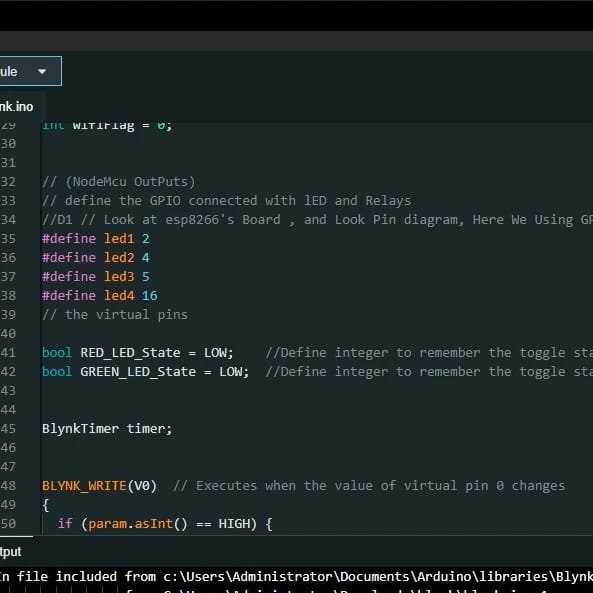 ule
nk.ino
29 int wifiFlag = 0;
30
31
32 // (NodeMcu OutPuts)
33 // define the GPIO connected with lED and Relays
34 //D1 // Look at esp8266's Board , and Look Pin diagram, Here We Using GP
35 #define led1 2
36 #define led2 4
37 #define led3 5
38 #define led4 16
39 // the virtual pins
40
41 bool RED_LED_State = LOW;    //Define integer to remember the toggle sta
42 bool GREEN_LED_State = LOW;  //Define integer to remember the toggle sta
43
44
45 BlynkTimer timer;
46
47
48 BLYNK_WRITE(V0)  // Executes when the value of virtual pin 0 changes
49 {
50   if (param.asInt() == HIGH) {
tput
In file included from c:\Users\Administrator\Documents\Arduino\libraries\Blynk